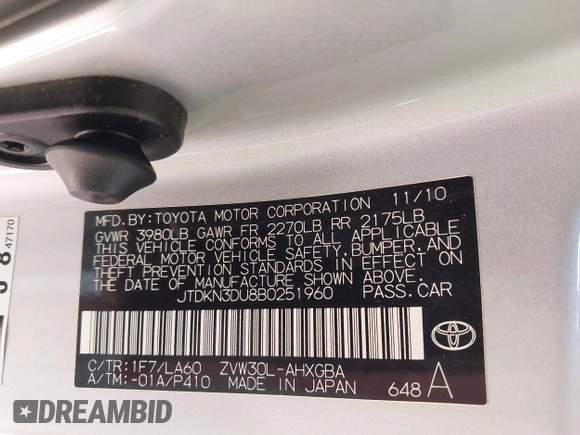 MFD. BY: TOYOTA MOTOR CORPORATION 11/10
GVWR 3980LB GAWR FR 2270LB RR 2175LB
THIS VEHICLE CONFORMS TO ALL APPLICABLE
FEDERAL MOTOR VEHICLE SAFETY, BUMPER, AND
THEFT PREVENTION STANDARDS IN EFFECT ON
THE DATE OF MANUFACTURE SHOWN ABOVE.
JTDKN3DU8B0251960 PASS. CAR
C/TR: 1F7/LA60 ZVW30L-AHXGBA
A/TM: -01A/P410 MADE IN JAPAN 648 A
47170
DREAMBID